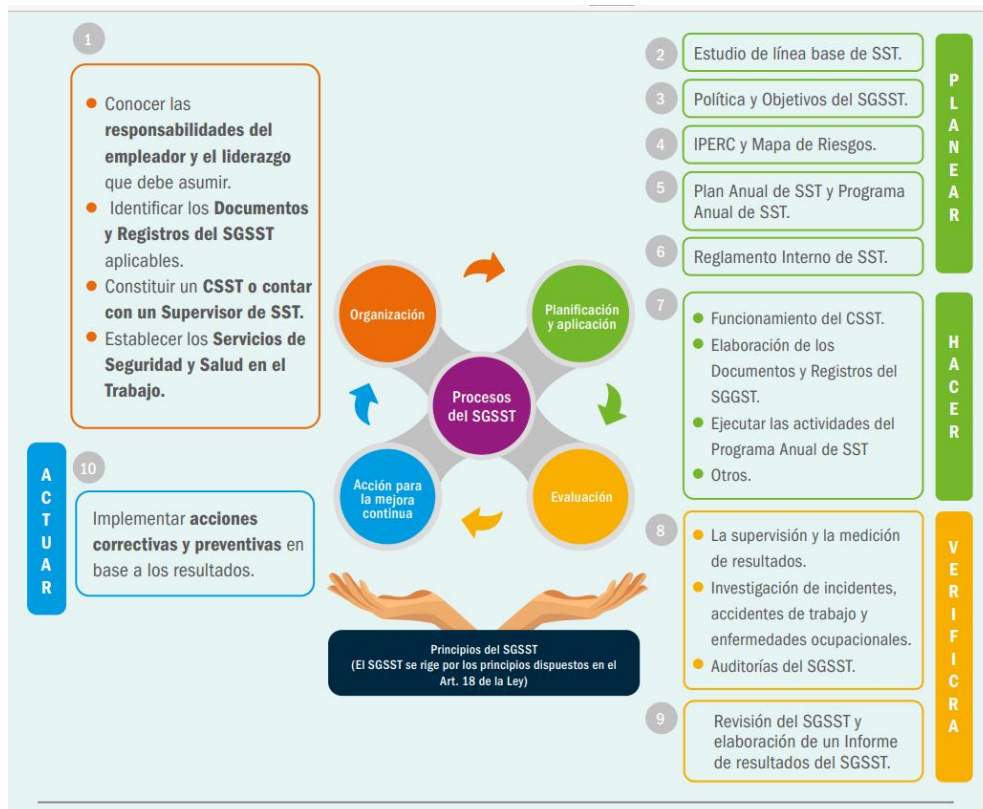 1
Conocer las
responsabilidades del
empleador y el liderazgo
que debe asumir.
Identificar los Documentos
y Registros del SGSST
aplicables.
Constituir un CSST o contar
con un Supervisor de SST.
Establecer los Servicios de
Seguridad y Salud en el
Trabajo.
2
Estudio de línea base de SST.
3
Política y Objetivos del SGSST.
4
IPERC y Mapa de Riesgos.
5
Plan Anual de SST y Programa
Anual de SST.
6
Reglamento Interno de SST.
PLANEAR
7
Funcionamiento del CSST.
Elaboración de los
Documentos y Registros del
SGGST.
Ejecutar las actividades del
Programa Anual de SST
Otros.
HACER
8
La supervisión y la medición
de resultados.
Investigación de incidentes,
accidentes de trabajo y
enfermedades ocupacionales.
Auditorías del SGSST.
9
Revisión del SGSST y
elaboración de un Informe
de resultados del SGSST.
VERIFICRA
10
Implementar acciones
correctivas y preventivas en
base a los resultados.
ACTUAR
Organización
Planificación
y aplicación
Procesos
del SGSST
Acción para
la mejora
continua
Evaluación
Principios del SGSST
(El SGSST se rige por los principios dispuestos en el
Art. 18 de la Ley)